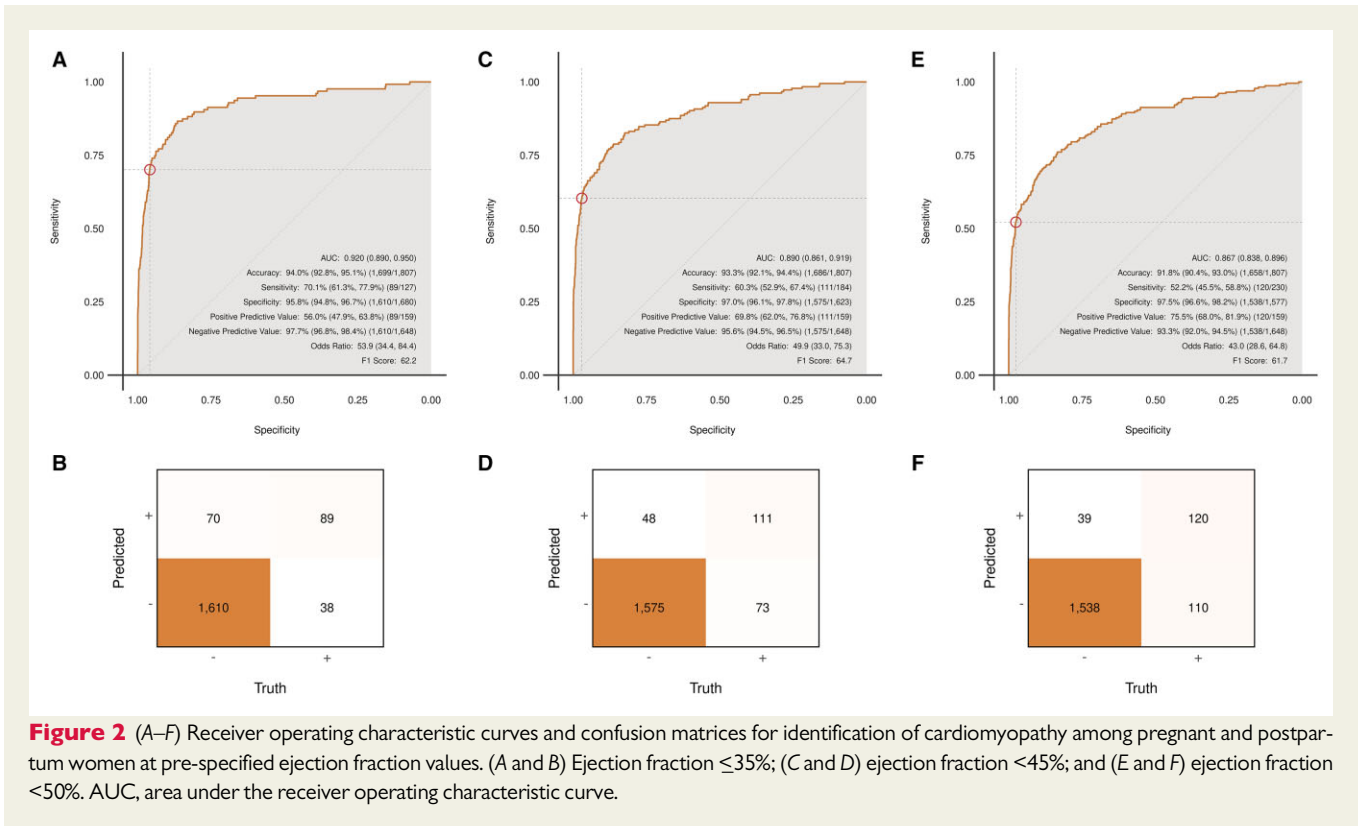 A
1.00
0.75
0.50
0.25
0.00
Sensitivity
AUC: 0.920 (0.890, 0.950)
Accuracy: 94.0% (92.8%, 95.1%) (1,699/1,807)
Sensitivity: 70.1% (61.3%, 77.9%) (89/127)
Specificity: 95.8% (94.8%, 96.7%) (1,610/1,680)
Positive Predictive Value: 56.0% (47.9%, 63.8%) (89/159)
Negative Predictive Value: 97.7% (96.8%, 98.4%) (1,610/1,648)
Odds Ratio: 53.9 (34.4, 84.4)
F1 Score: 62.2
1.00 0.75 0.50 0.25 0.00
Specificity
C
1.00
0.75
0.50
0.25
0.00
Sensitivity
AUC: 0.890 (0.861, 0.919)
Accuracy: 93.3% (92.1%, 94.4%) (1,686/1,807)
Sensitivity: 60.3% (52.9%, 67.4%) (111/184)
Specificity: 97.0% (96.1%, 97.8%) (1,575/1,623)
Positive Predictive Value: 69.8% (62.0%, 76.8%) (111/159)
Negative Predictive Value: 95.6% (94.5%, 96.5%) (1,575/1,648)
Odds Ratio: 49.9 (33.0, 75.3)
F1 Score: 64.7
1.00 0.75 0.50 0.25 0.00
Specificity
E
1.00
0.75
0.50
0.25
0.00
Sensitivity
AUC: 0.867 (0.838, 0.896)
Accuracy: 91.8% (90.4%, 93.0%) (1,658/1,807)
Sensitivity: 52.2% (45.5%, 58.8%) (120/230)
Specificity: 97.5% (96.6%, 98.2%) (1,538/1,577)
Positive Predictive Value: 75.5% (68.0%, 81.9%) (120/159)
Negative Predictive Value: 93.3% (92.0%, 94.5%) (1,538/1,648)
Odds Ratio: 43.0 (28.6, 64.8)
F1 Score: 61.7
1.00 0.75 0.50 0.25 0.00
Specificity
B
Predicted
+ 70 89
- 1,610 38
- +
Truth
D
Predicted
+ 48 111
- 1,575 73
- +
Truth
F
Predicted
+ 39 120
- 1,538 110
- +
Truth
Figure 2 (A–F) Receiver operating characteristic curves and confusion matrices for identification of cardiomyopathy among pregnant and postpar-
tum women at pre-specified ejection fraction values. (A and B) Ejection fraction ≤35%; (C and D) ejection fraction <45%; and (E and F) ejection fraction
<50%. AUC, area under the receiver operating characteristic curve.